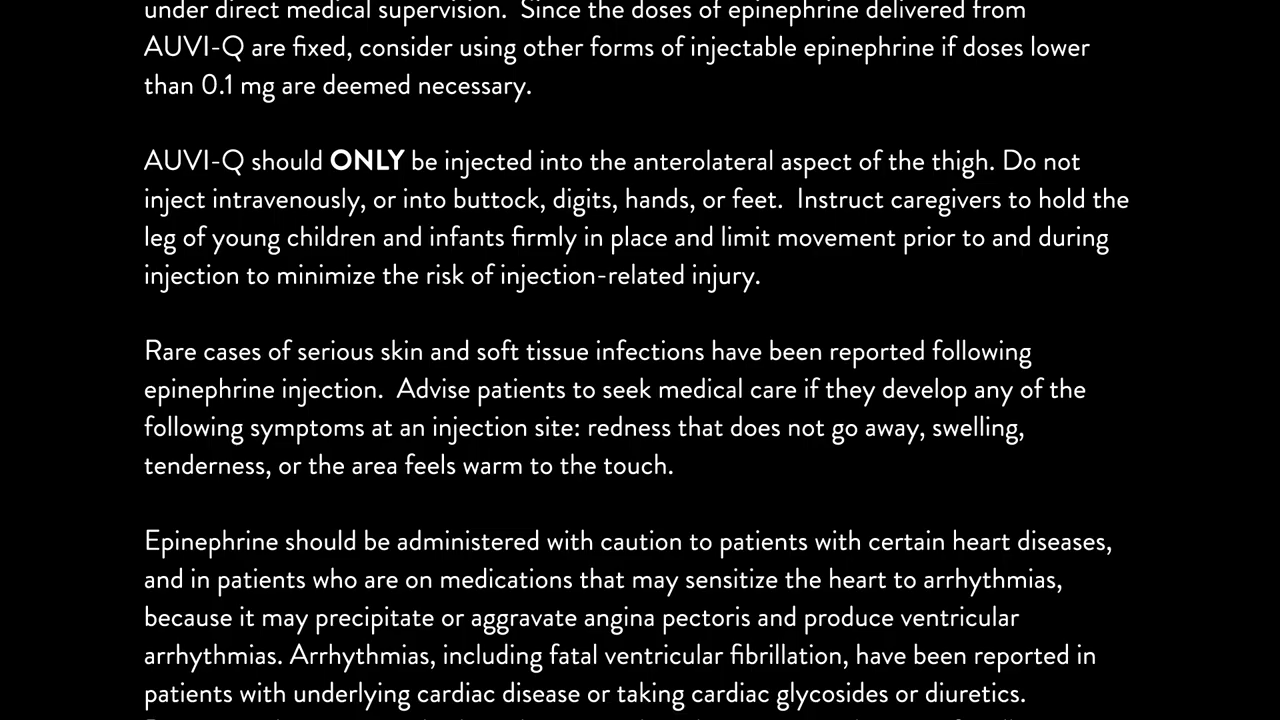 under direct medical supervision.  Since the doses of epinephrine delivered from
AUVI-Q are fixed, consider using other forms of injectable epinephrine if doses lower
than 0.1 mg are deemed necessary.
AUVI-Q should ONLY be injected into the anterolateral aspect of the thigh. Do not
inject intravenously, or into buttock, digits, hands, or feet.  Instruct caregivers to hold the
leg of young children and infants firmly in place and limit movement prior to and during
injection to minimize the risk of injection-related injury.
Rare cases of serious skin and soft tissue infections have been reported following
epinephrine injection.  Advise patients to seek medical care if they develop any of the
following symptoms at an injection site: redness that does not go away, swelling,
tenderness, or the area feels warm to the touch.
Epinephrine should be administered with caution to patients with certain heart diseases,
and in patients who are on medications that may sensitize the heart to arrhythmias,
because it may precipitate or aggravate angina pectoris and produce ventricular
arrhythmias. Arrhythmias, including fatal ventricular fibrillation, have been reported in
patients with underlying cardiac disease or taking cardiac glycosides or diuretics.